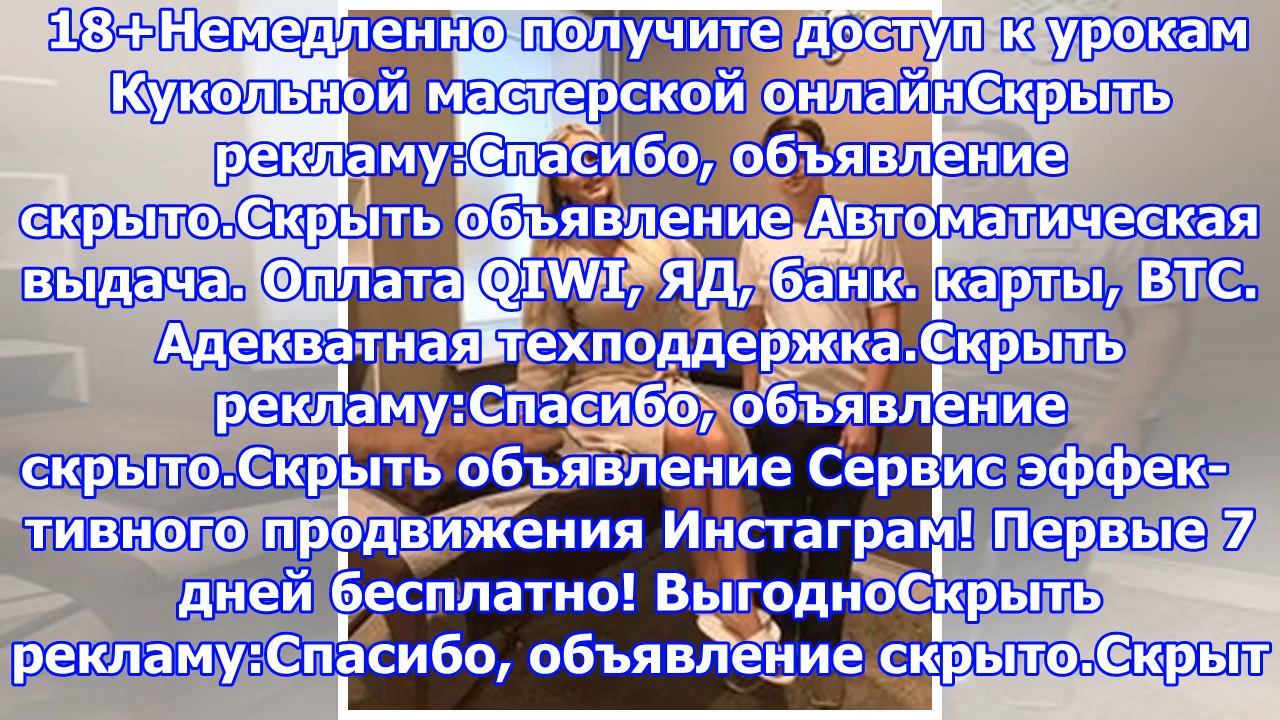 18+Немедленно получите доступ к урокам
Кукольной мастерской онлайнСкрыть
рекламу:Спасибо, объявление
скрыто.Скрыть объявление Автоматическая
выдача. Оплата QIWI, ЯД, банк. карты, BTC.
Адекватная техподдержка.Скрыть
рекламу:Спасибо, объявление
скрыто.Скрыть объявление Сервис эффек-
тивного продвижения Инстаграм! Первые 7
дней бесплатно! ВыгодноСкрыть
рекламу:Спасибо, объявление скрыто.Скрыт